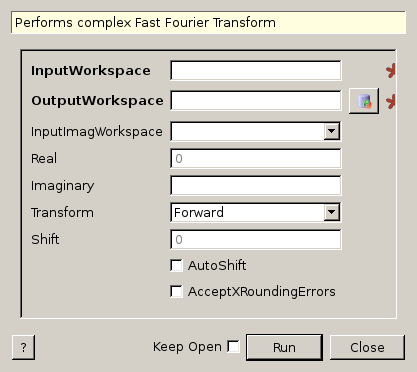 Performs complex Fast Fourier Transform
InputWorkspace
OutputWorkspace
InputImagWorkspace
Real 0
Imaginary
Transform Forward
Shift 0
AutoShift
AcceptXRoundingErrors
? Keep Open Run Close